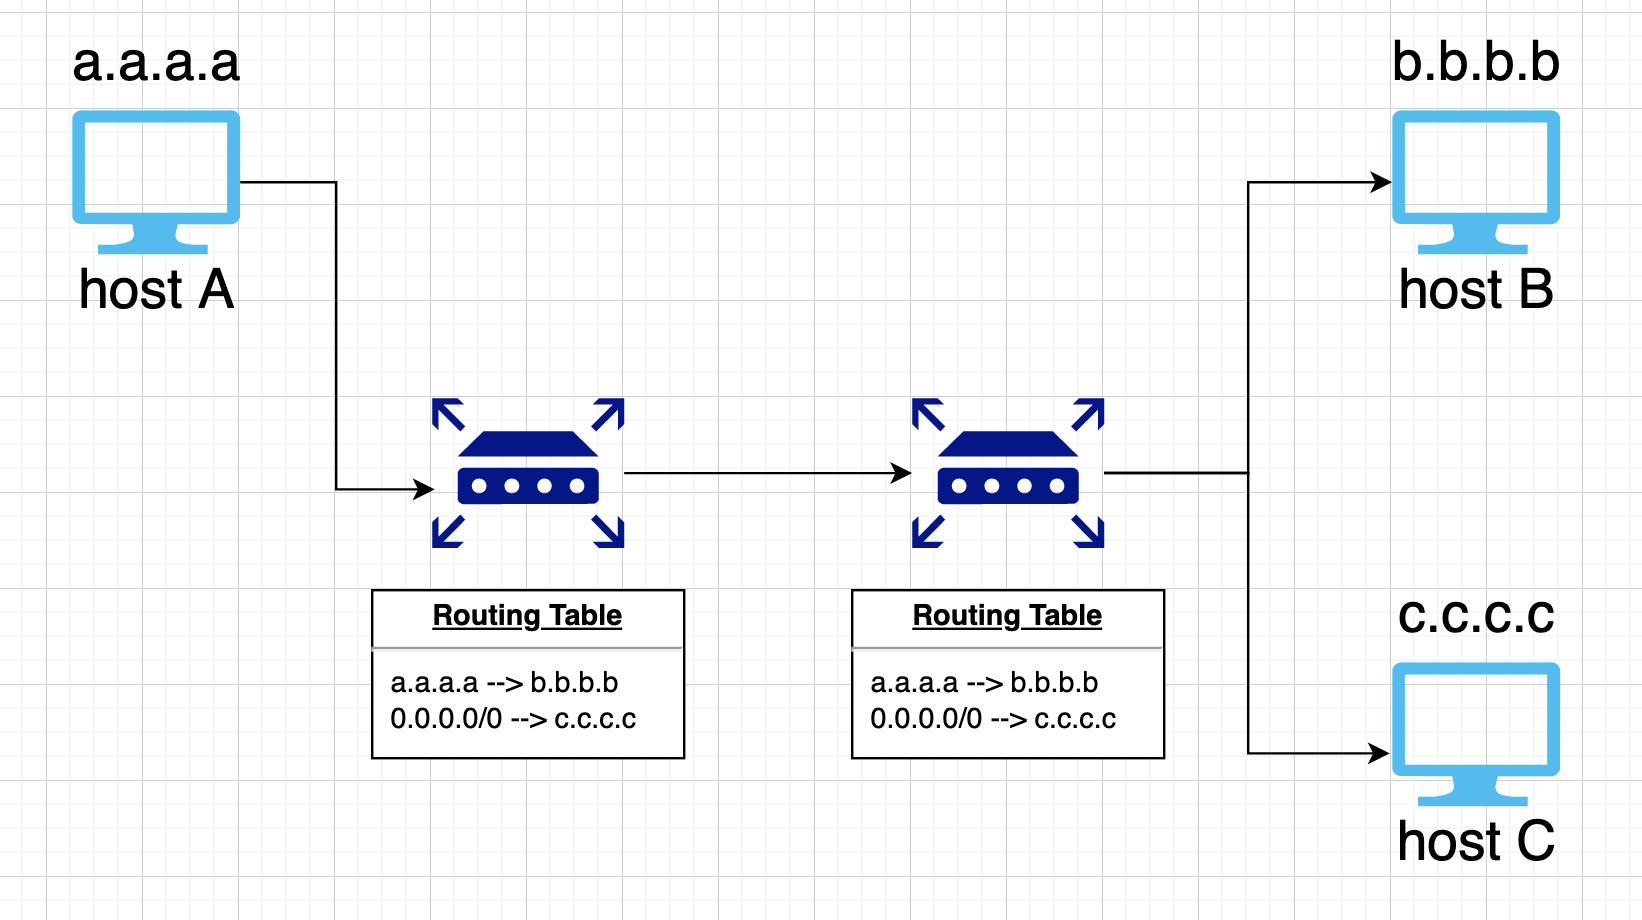 a.a.a.a
host A
b.b.b.b
host B
Routing Table
a.a.a.a --> b.b.b.b
0.0.0.0/0 --> c.c.c.c
Routing Table
a.a.a.a --> b.b.b.b
0.0.0.0/0 --> c.c.c.c
c.c.c.c
host C